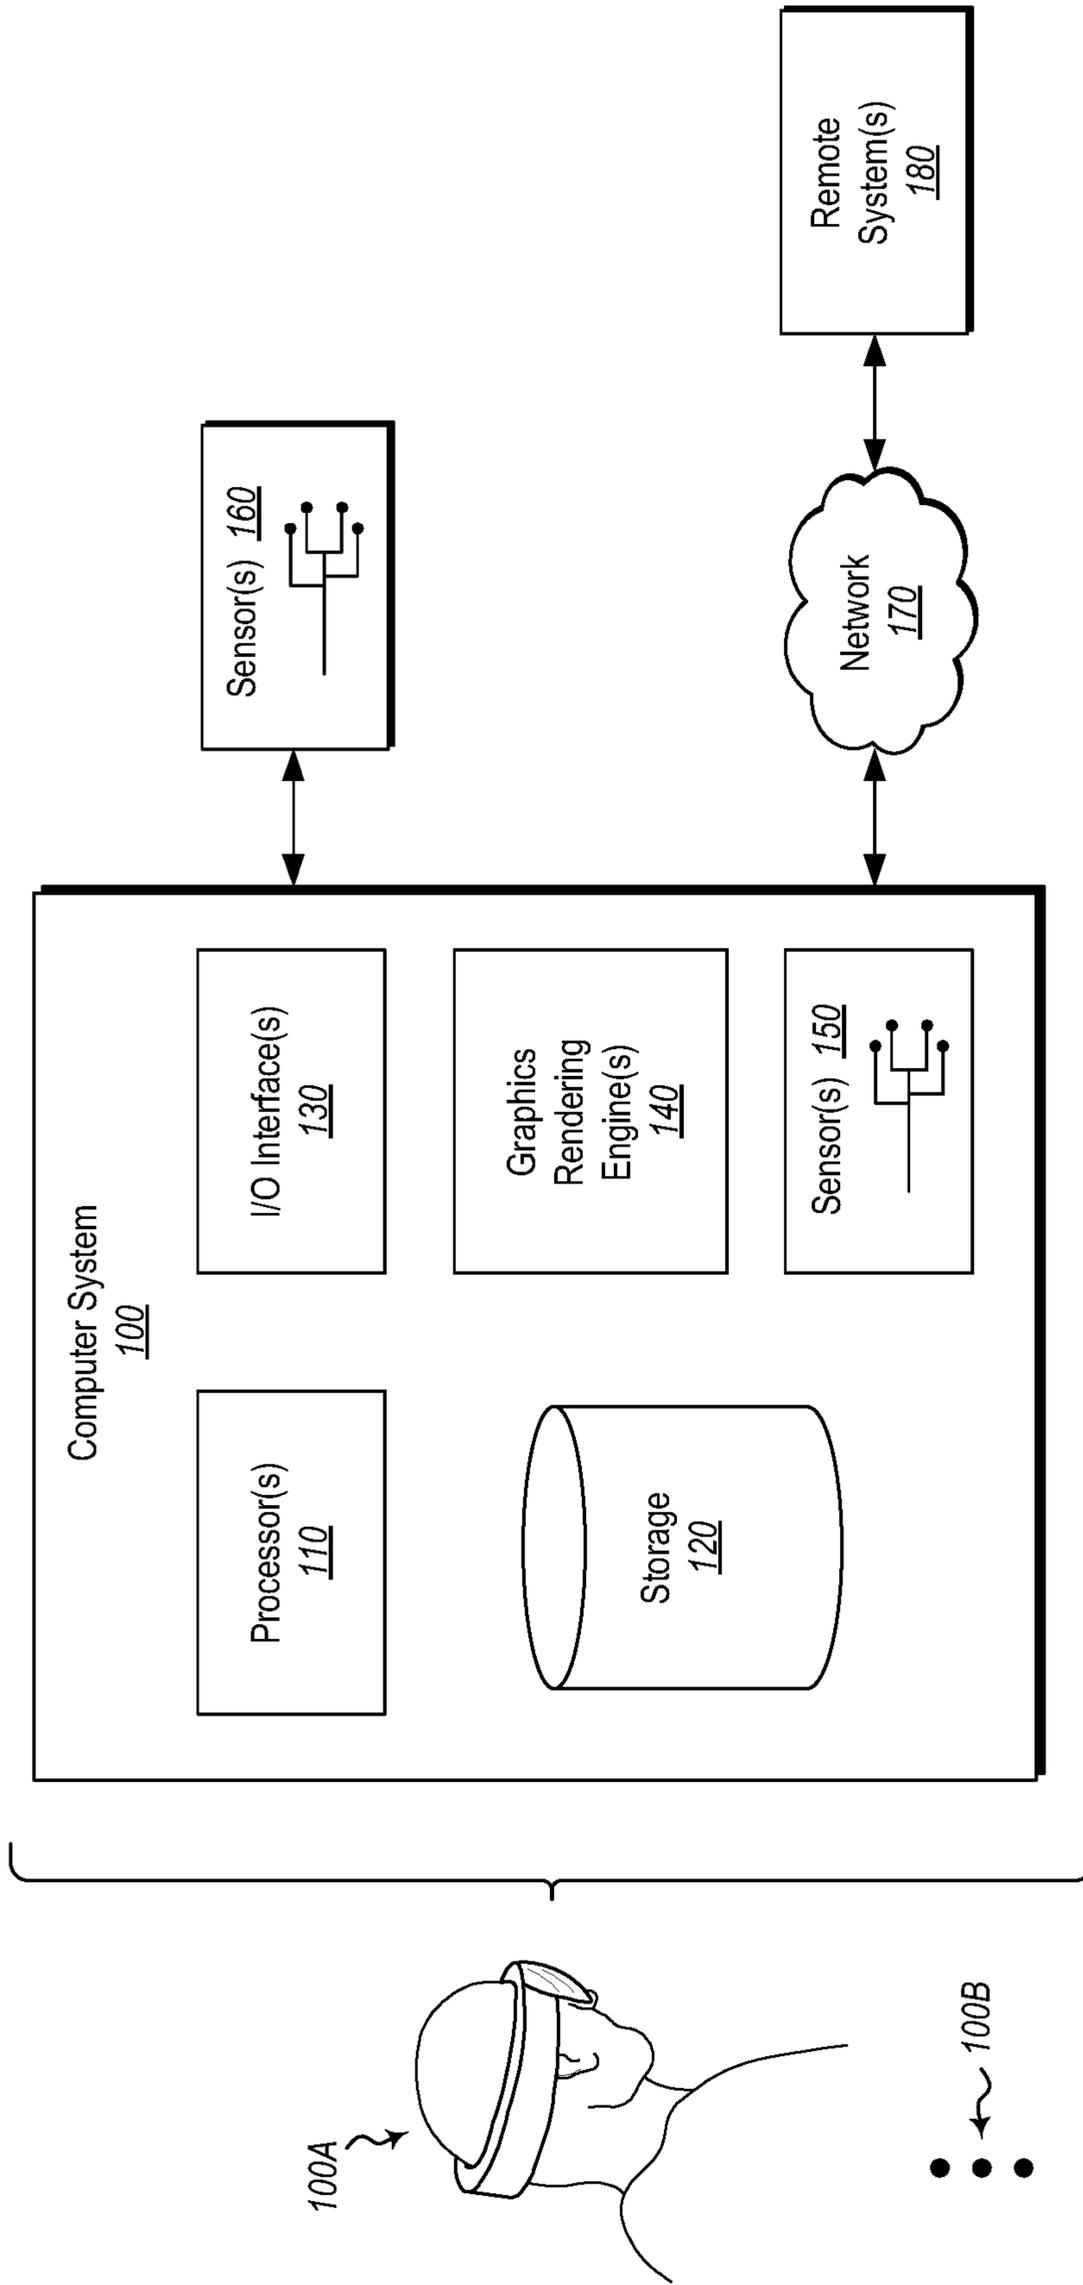 100A
100B
Computer System
100
Processor(s)
110
Storage
120
I/O Interface(s)
130
Graphics
Rendering
Engine(s)
140
Sensor(s) 150
Sensor(s) 160
Network
170
Remote
System(s)
180